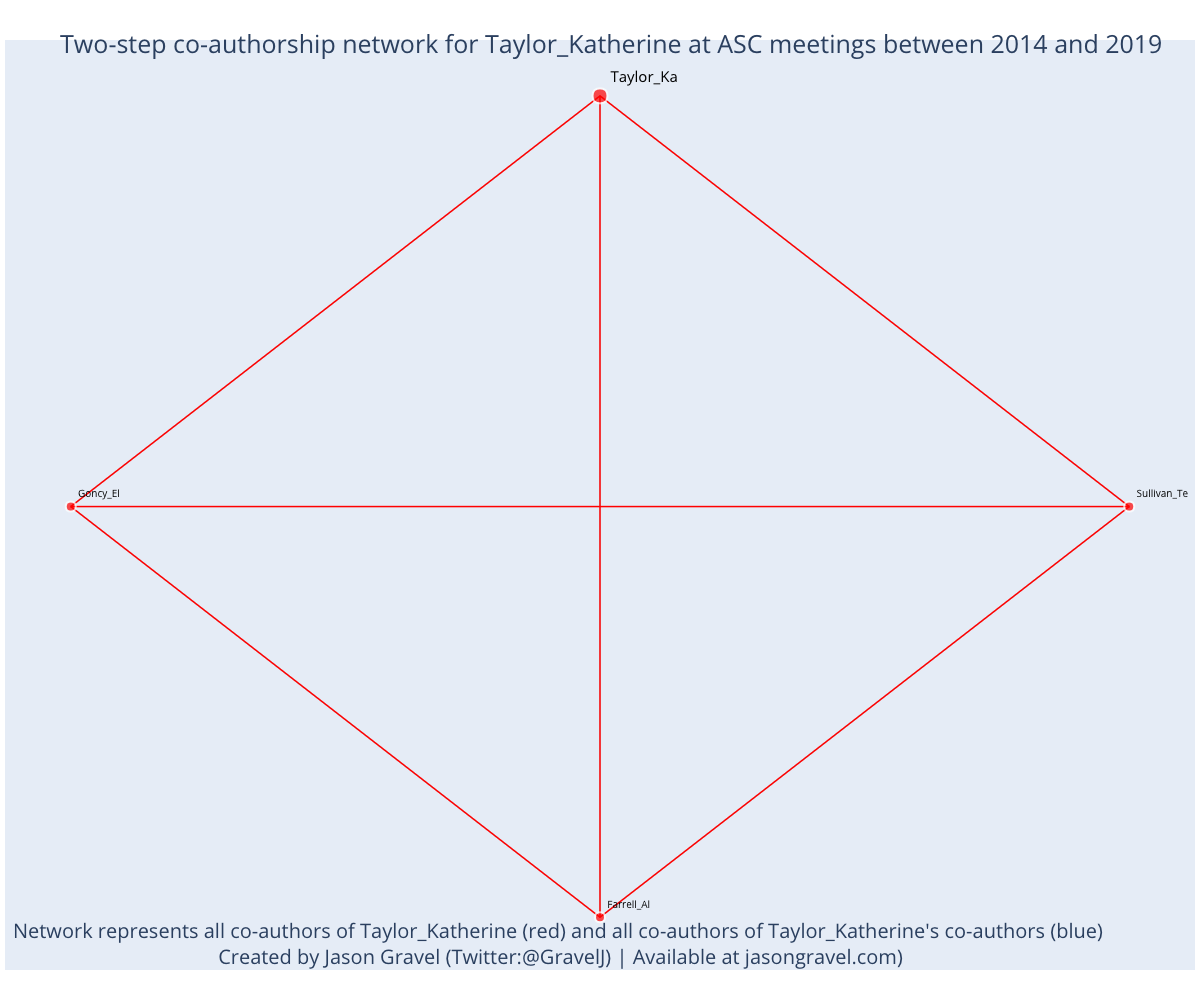 Two-step co-authorship network for Taylor_Katherine at ASC meetings between 2014 and 2019
Taylor_Ka
Goncy_El
Sullivan_Te
Farrell_Al
Network represents all co-authors of Taylor_Katherine (red) and all co-authors of Taylor_Katherine's co-authors (blue)
Created by Jason Gravel (Twitter:@GravelJ) | Available at jasongravel.com)